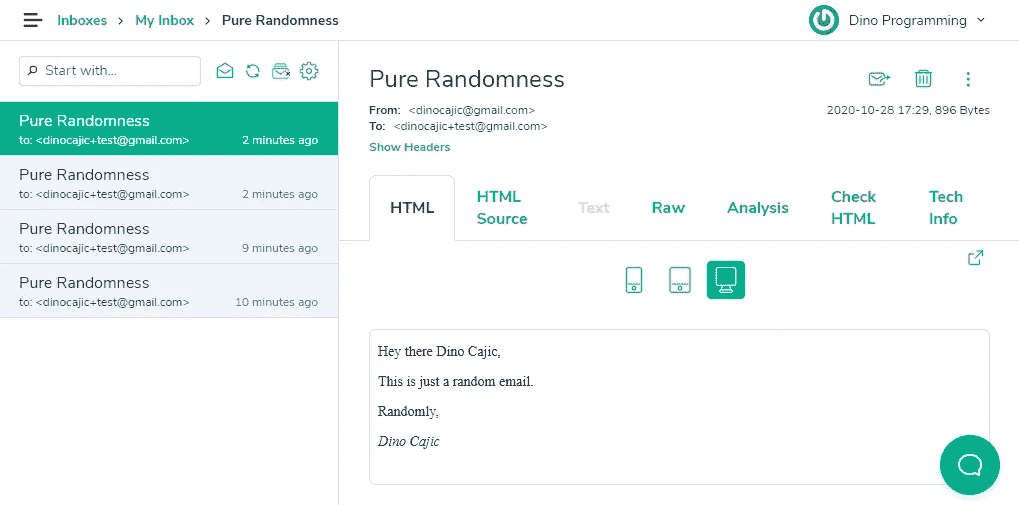 Inboxes > My Inbox > Pure Randomness
Dino Programming
Start with...
Pure Randomness
to: <dinocajic+test@gmail.com> 2 minutes ago
Pure Randomness
to: <dinocajic+test@gmail.com> 2 minutes ago
Pure Randomness
to: <dinocajic+test@gmail.com> 9 minutes ago
Pure Randomness
to: <dinocajic+test@gmail.com> 10 minutes ago
Pure Randomness
From: <dinocajic@gmail.com>
2020-10-28 17:29, 896 Bytes
To: <dinocajic+test@gmail.com>
Show Headers
HTML
HTML Source
Text
Raw
Analysis
Check HTML
Tech Info
Hey there Dino Cajic,
This is just a random email.
Randomly,
Dino Cajic